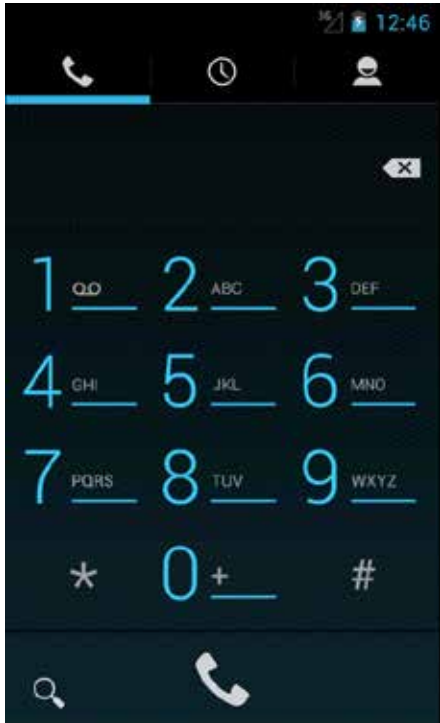 3G 12:46
1 2 ABC 3 DEF
4 GHI 5 JKL 6 MNO
7 PQRS 8 TUV 9 WXYZ
* 0 + #